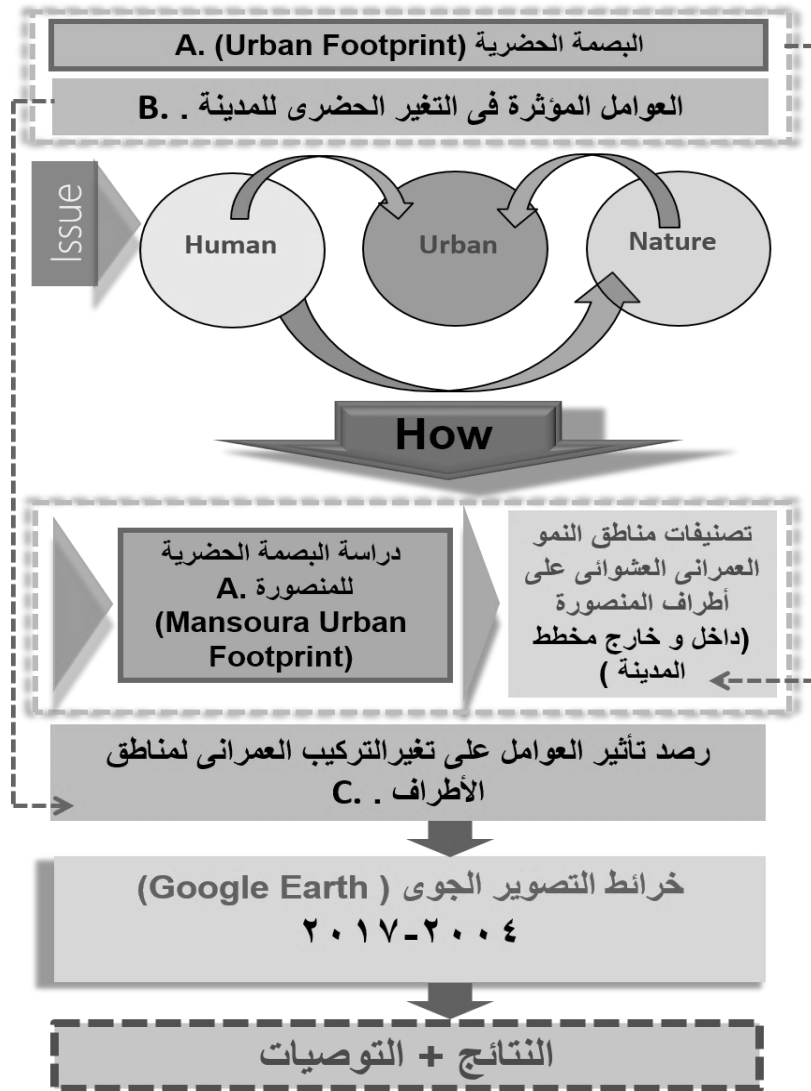 A. (Urban Footprint) البصمة الحضرية
B. . العوامل المؤثرة فى التغير الحضرى للمدينة
Issue
Human
Urban
Nature
How
دراسة البصمة الحضرية
للمنصورة .A
(Mansoura Urban
Footprint)
تصنيفات مناطق النمو
العمرانى العشوائى على
أطراف المنصورة
(داخل و خارج مخطط
المدينة )
رصد تأثير العوامل على تغيرالتركيب العمرانى لمناطق
الأطراف . .C
خرائط التصوير الجوى ( Google Earth)
٢٠٠٤-٢٠١٧
النتائج + التوصيات